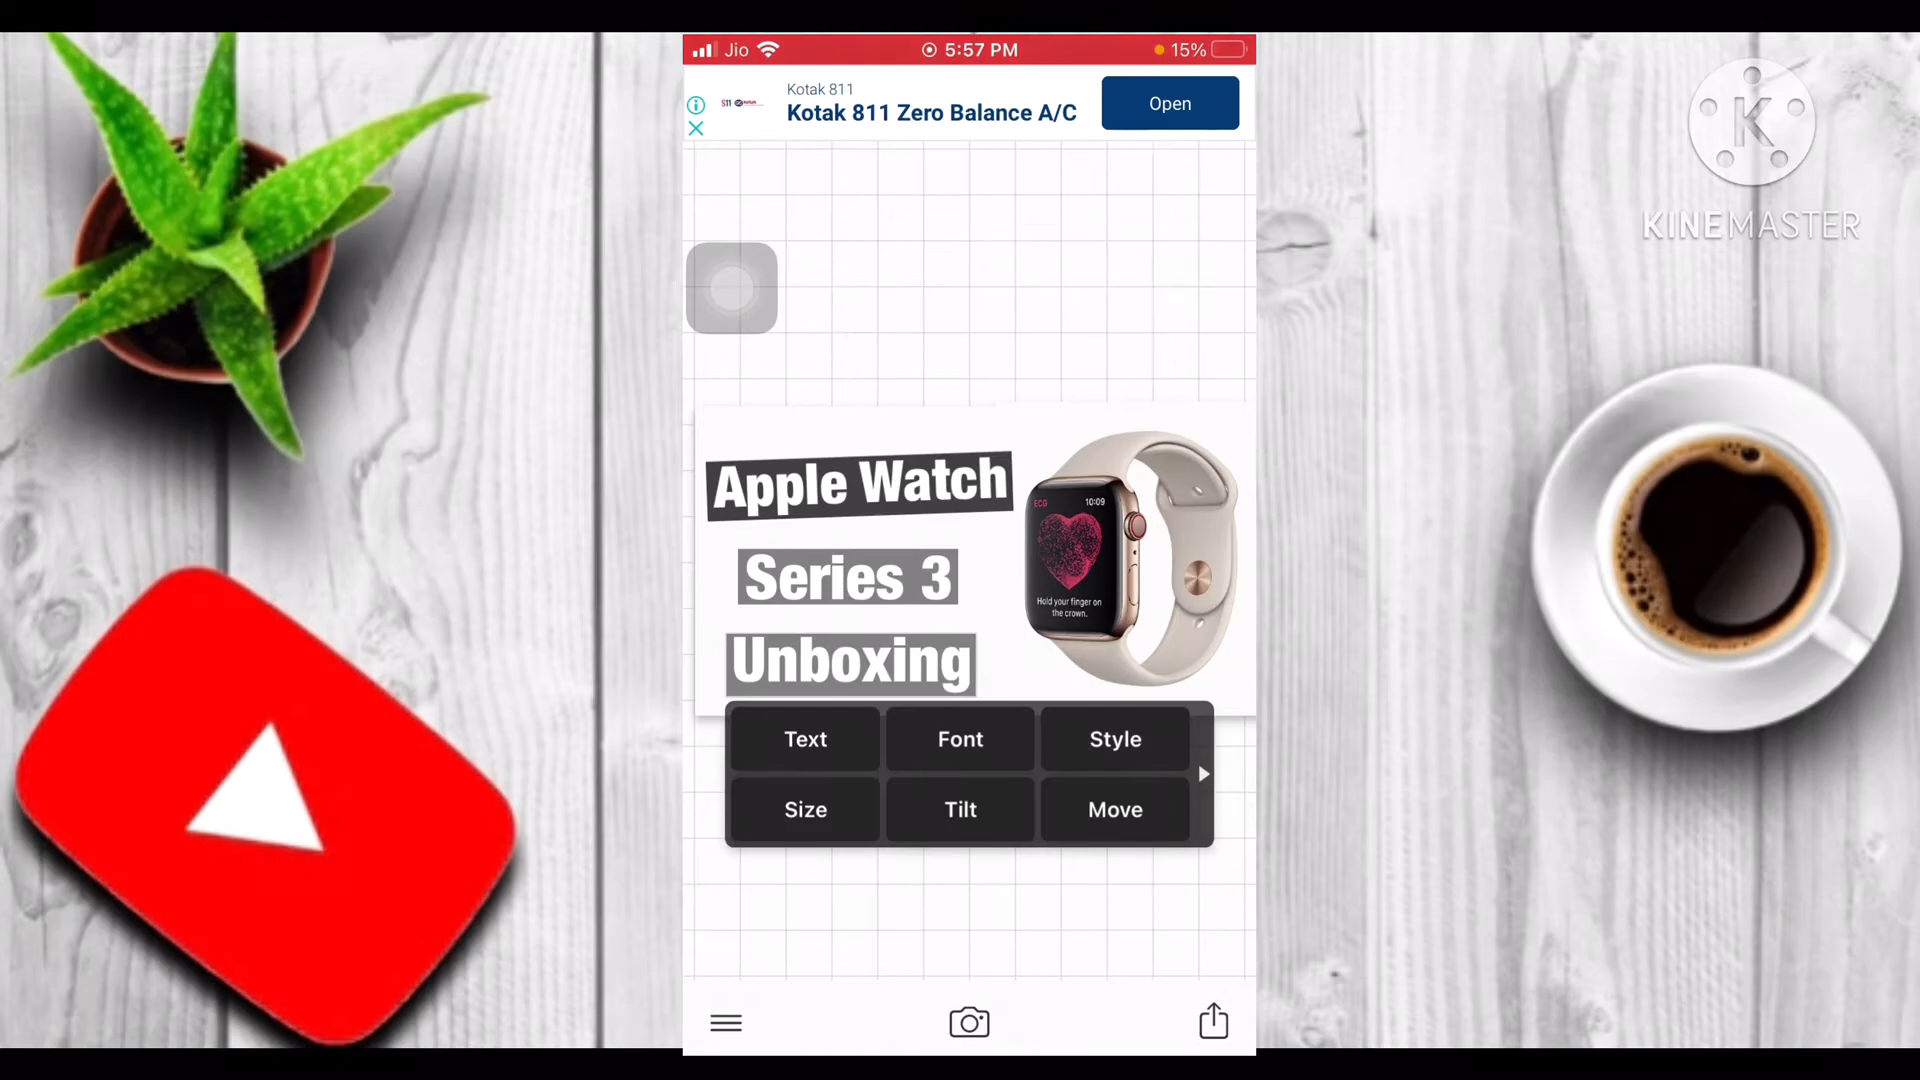 Jio
5:57 PM
15%
Kotak 811
Kotak 811 Zero Balance A/C
Open
K
KINEMASTER
Apple Watch
Series 3
Unboxing
ECG
10:09
Hold your finger on
the crown.
Text
Font
Style
Size
Tilt
Move